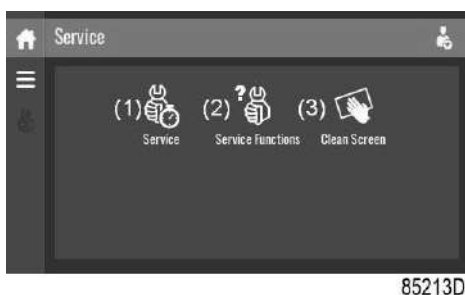 Service
(1) (2) ? (3)
Service Service Functions Clean Screen
85213D